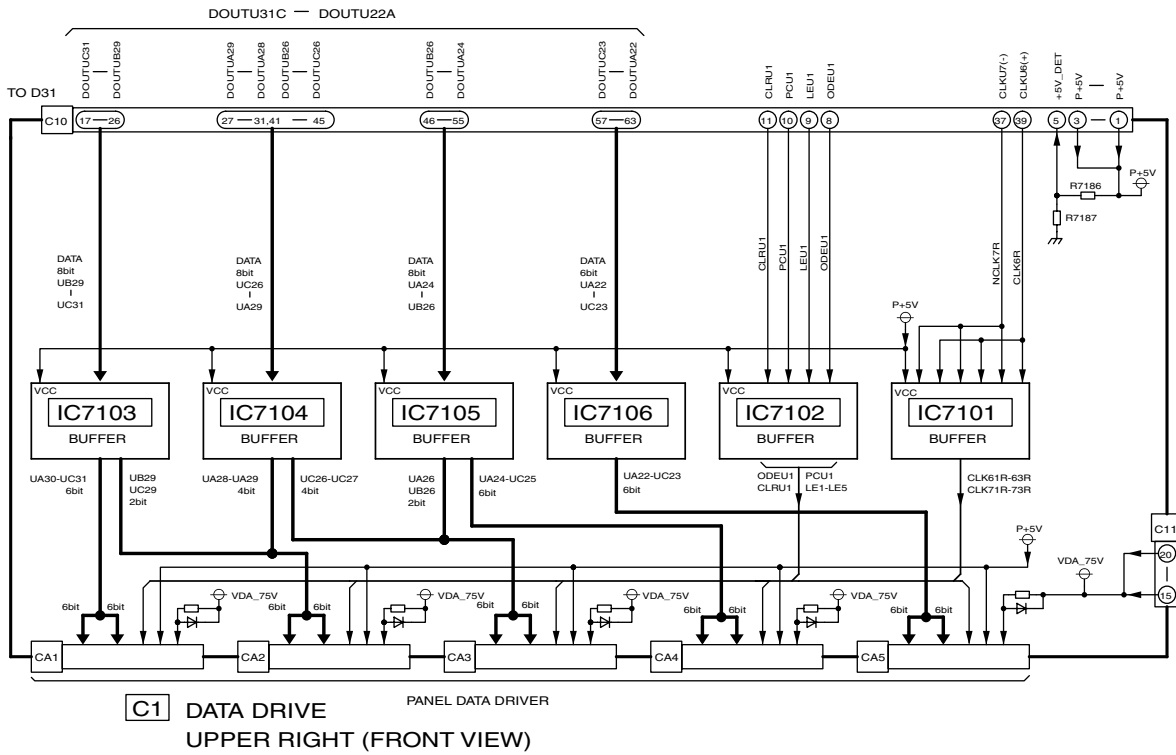 DOUTU31C — DOUTU22A
DOUTUC31 — DOUTUB29
DOUTUA29 — DOUTUA28
DOUTUB26 — DOUTUC26
DOUTUB26 — DOUTUA24
DOUTUC23 — DOUTUA22
CLRU1
PCU1
LEU1
ODEU1
CLKU7(-)
CLKU6(+)
+5V_DET
P+5V — P+5V
TO D31
C10
17 — 26
27 — 31,41 — 45
46 — 55
57 — 63
11
10
9
8
37
39
5
3 — 1
R7186
P+5V
R7187
DATA
8bit
UB29
UC31
DATA
8bit
UC26
UA29
DATA
8bit
UA24
UB26
DATA
6bit
UA22
UC23
CLRU1
PCU1
LEU1
ODEU1
NCLK7R
CLK6R
P+5V
VCC
VCC
VCC
VCC
VCC
VCC
IC7103
IC7104
IC7105
IC7106
IC7102
IC7101
BUFFER
BUFFER
BUFFER
BUFFER
BUFFER
BUFFER
UA30-UC31
6bit
UB29
UC29
2bit
UA28-UA29
4bit
UC26-UC27
4bit
UA26
UB26
2bit
UA24-UC25
6bit
UA22-UC23
6bit
ODEU1
CLRU1
PCU1
LE1-LE5
CLK61R-63R
CLK71R-73R
C11
20
15
P+5V
VDA_75V
VDA_75V
VDA_75V
VDA_75V
VDA_75V
6bit 6bit
6bit 6bit
6bit 6bit
6bit 6bit
6bit 6bit
CA1
CA2
CA3
CA4
CA5
PANEL DATA DRIVER
C1 DATA DRIVE
UPPER RIGHT (FRONT VIEW)